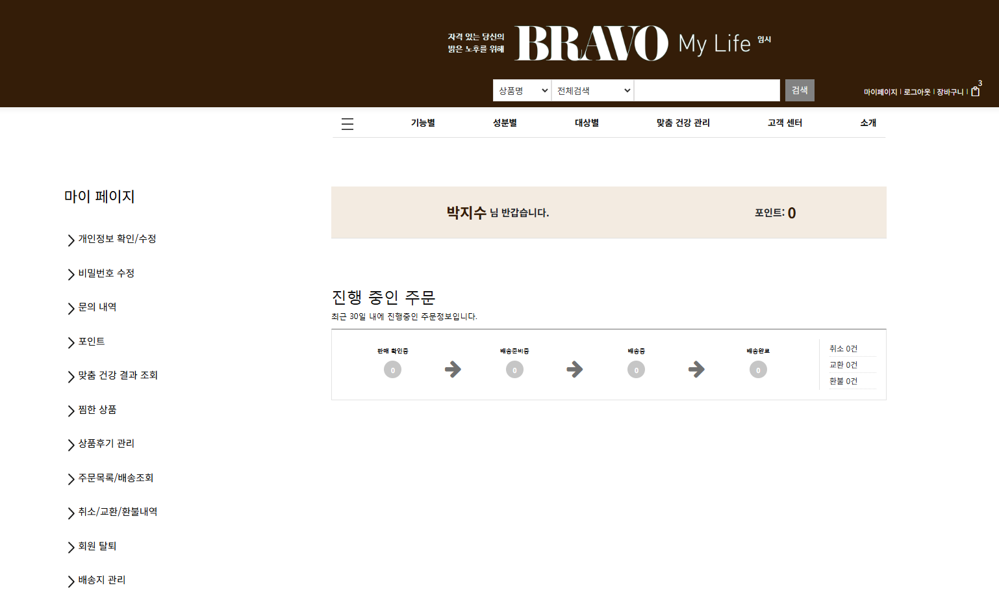 자격 있는 당신의
밝은 노후를 위해
BRAVO My Life 임시
상품명 전체검색 검색
마이페이지 | 로그아웃 | 장바구니 | 3
기능별 성분별 대상별 맞춤 건강 관리 고객 센터 소개
마이 페이지
개인정보 확인/수정
비밀번호 수정
문의 내역
포인트
맞춤 건강 결과 조회
찜한 상품
상품후기 관리
주문목록/배송조회
취소/교환/환불내역
회원 탈퇴
배송지 관리
박지수 님 반갑습니다. 포인트: 0
진행 중인 주문
최근 30일 내에 진행중인 주문정보입니다.
판매 확인중 배송준비중 배송중 배송완료
0 0 0 0
취소 0건
교환 0건
환불 0건